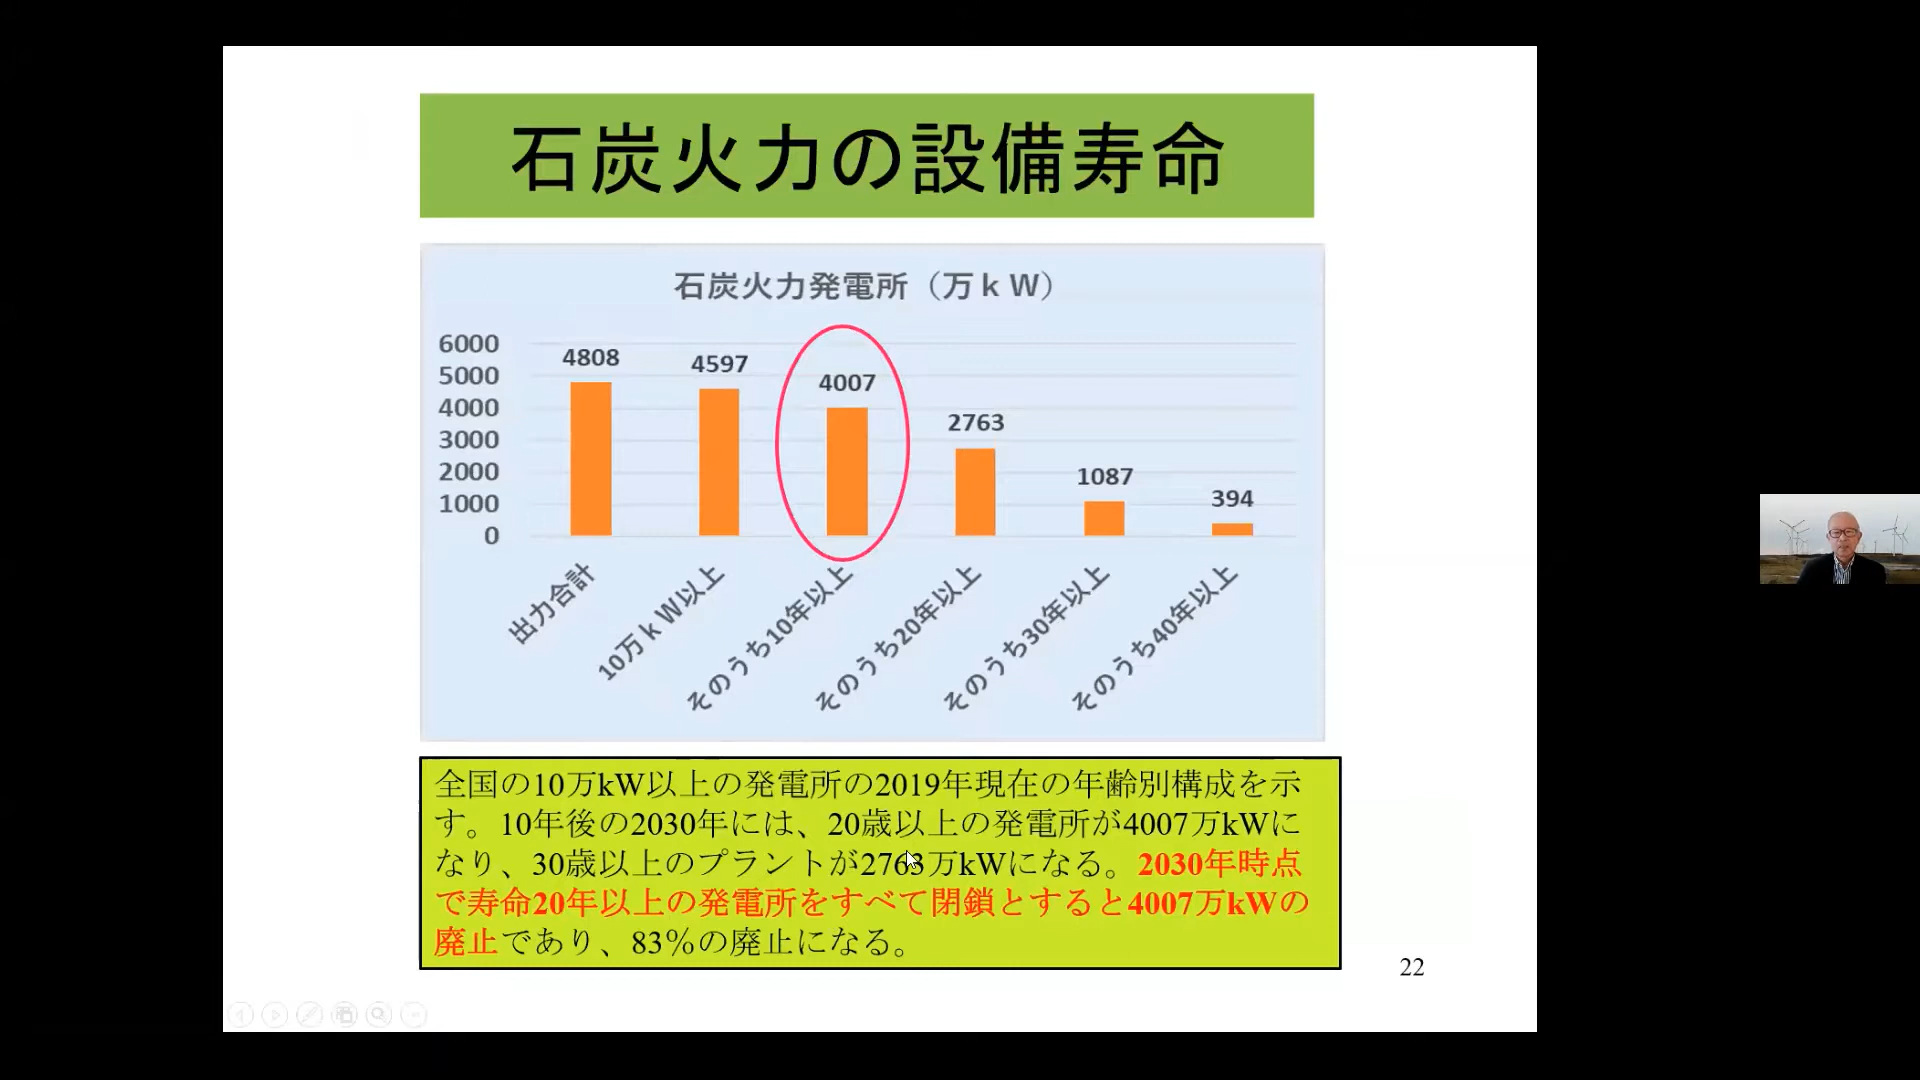 石炭火力の設備寿命
石炭火力発電所（万ｋＷ）
6000
5000
4000
3000
2000
1000
0
4808
4597
4007
2763
1087
394
出力合計
10万ｋＷ以上
そのうち10年以上
そのうち20年以上
そのうち30年以上
そのうち40年以上
全国の10万kW以上の発電所の2019年現在の年齢別構成を示
す。10年後の2030年には、20歳以上の発電所が4007万kWに
なり、30歳以上のプラントが2763万kWになる。2030年時点
で寿命20年以上の発電所をすべて閉鎖とすると4007万kWの
廃止であり、83％の廃止になる。
22